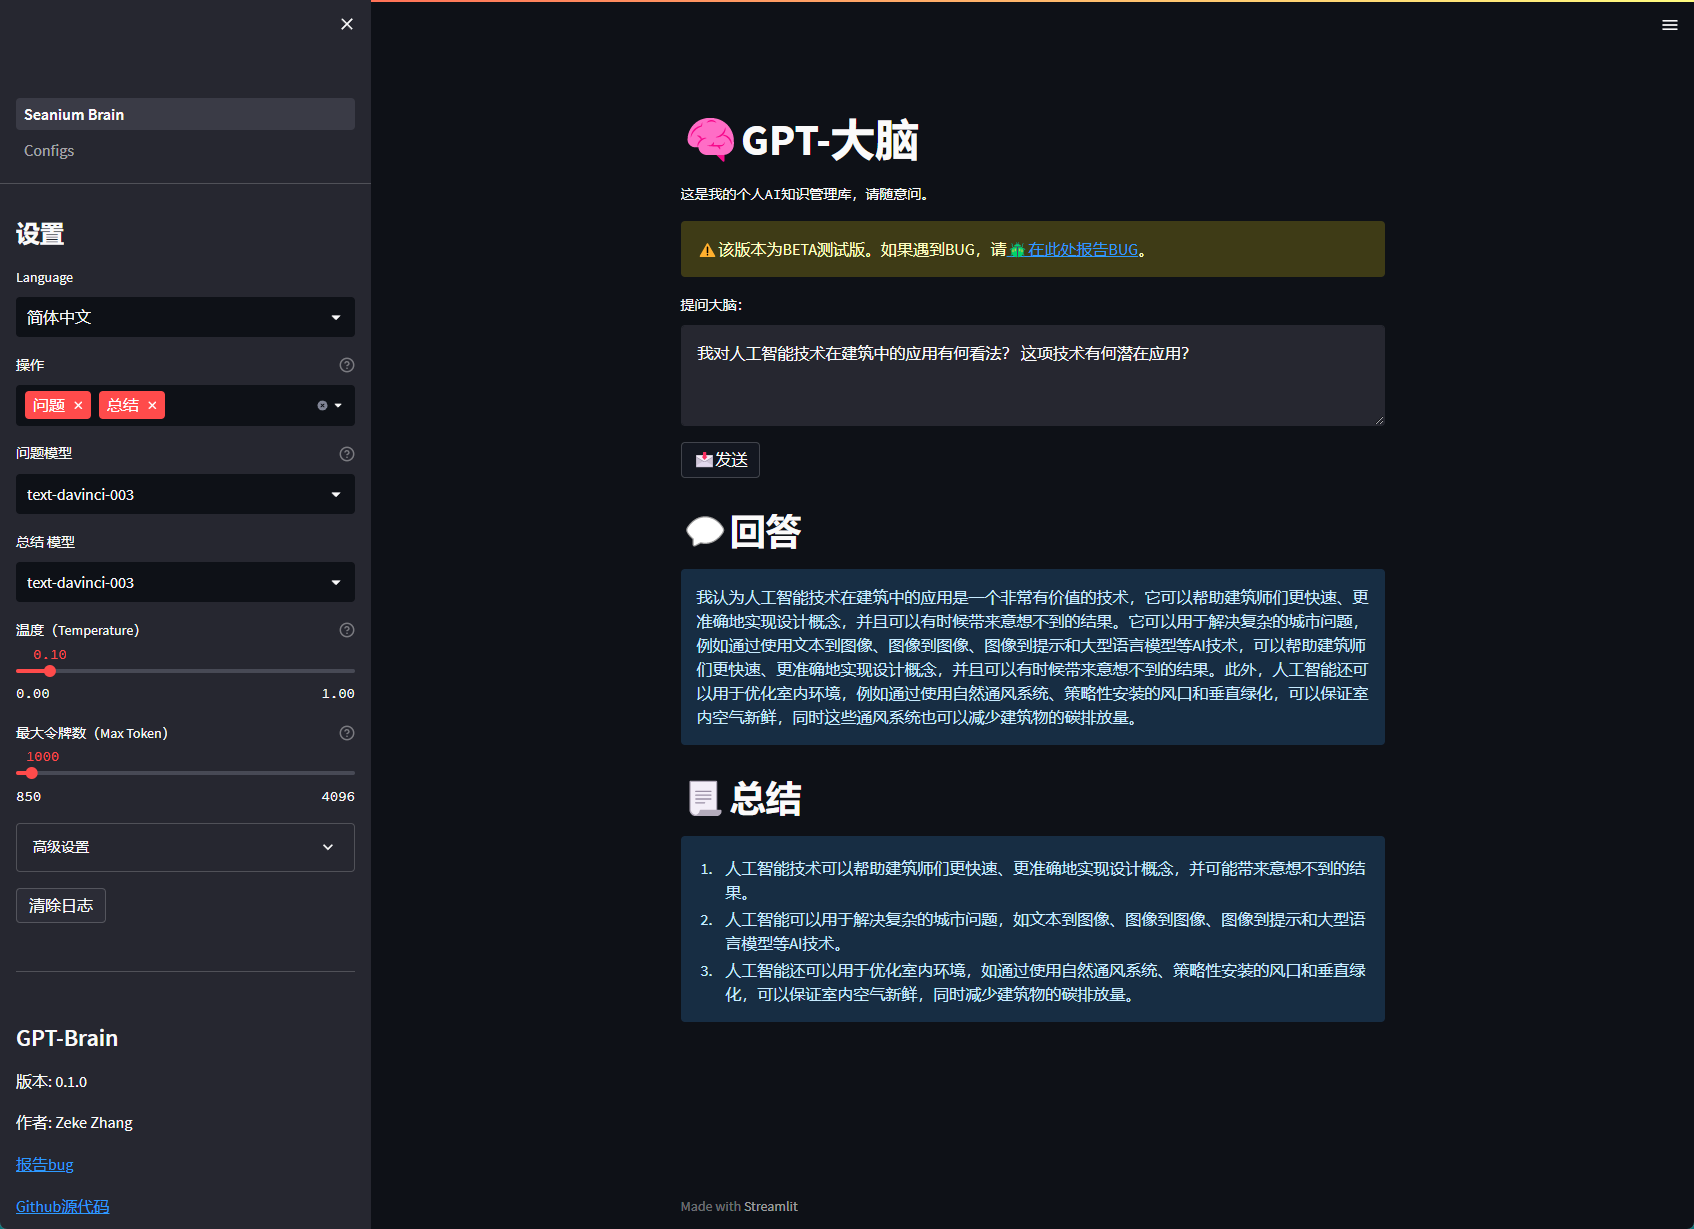 Seanium Brain
Configs
设置
Language
简体中文
操作
问题
总结
问题模型
text-davinci-003
总结 模型
text-davinci-003
温度（Temperature）
0.10
0.00 1.00
最大令牌数（Max Token）
1000
850 4096
高级设置
清除日志
GPT-Brain
版本: 0.1.0
作者: Zeke Zhang
报告bug
Github源代码
GPT-大脑
这是我的个人AI知识管理库，请随意问。
该版本为BETA测试版。如果遇到BUG，请在此处报告BUG。
提问大脑：
我对人工智能技术在建筑中的应用有何看法？ 这项技术有何潜在应用？
发送
回答
我认为人工智能技术在建筑中的应用是一个非常有价值的技术，它可以帮助建筑师们更快速、更
准确地实现设计概念，并且可以有时候带来意想不到的结果。它可以用于解决复杂的城市问题，
例如通过使用文本到图像、图像到图像、图像到提示和大型语言模型等AI技术，可以帮助建筑师
们更快速、更准确地实现设计概念，并且可以有时候带来意想不到的结果。此外，人工智能还可
以用于优化室内环境，例如通过使用自然通风系统、策略性安装的风口和垂直绿化，可以保证室
内空气新鲜，同时这些通风系统也可以减少建筑物的碳排放量。
总结
1. 人工智能技术可以帮助建筑师们更快速、更准确地实现设计概念，并可能带来意想不到的结
果。
2. 人工智能可以用于解决复杂的城市问题，如文本到图像、图像到图像、图像到提示和大型语
言模型等AI技术。
3. 人工智能还可以用于优化室内环境，如通过使用自然通风系统、策略性安装的风口和垂直绿
化，可以保证室内空气新鲜，同时减少建筑物的碳排放量。
Made with Streamlit